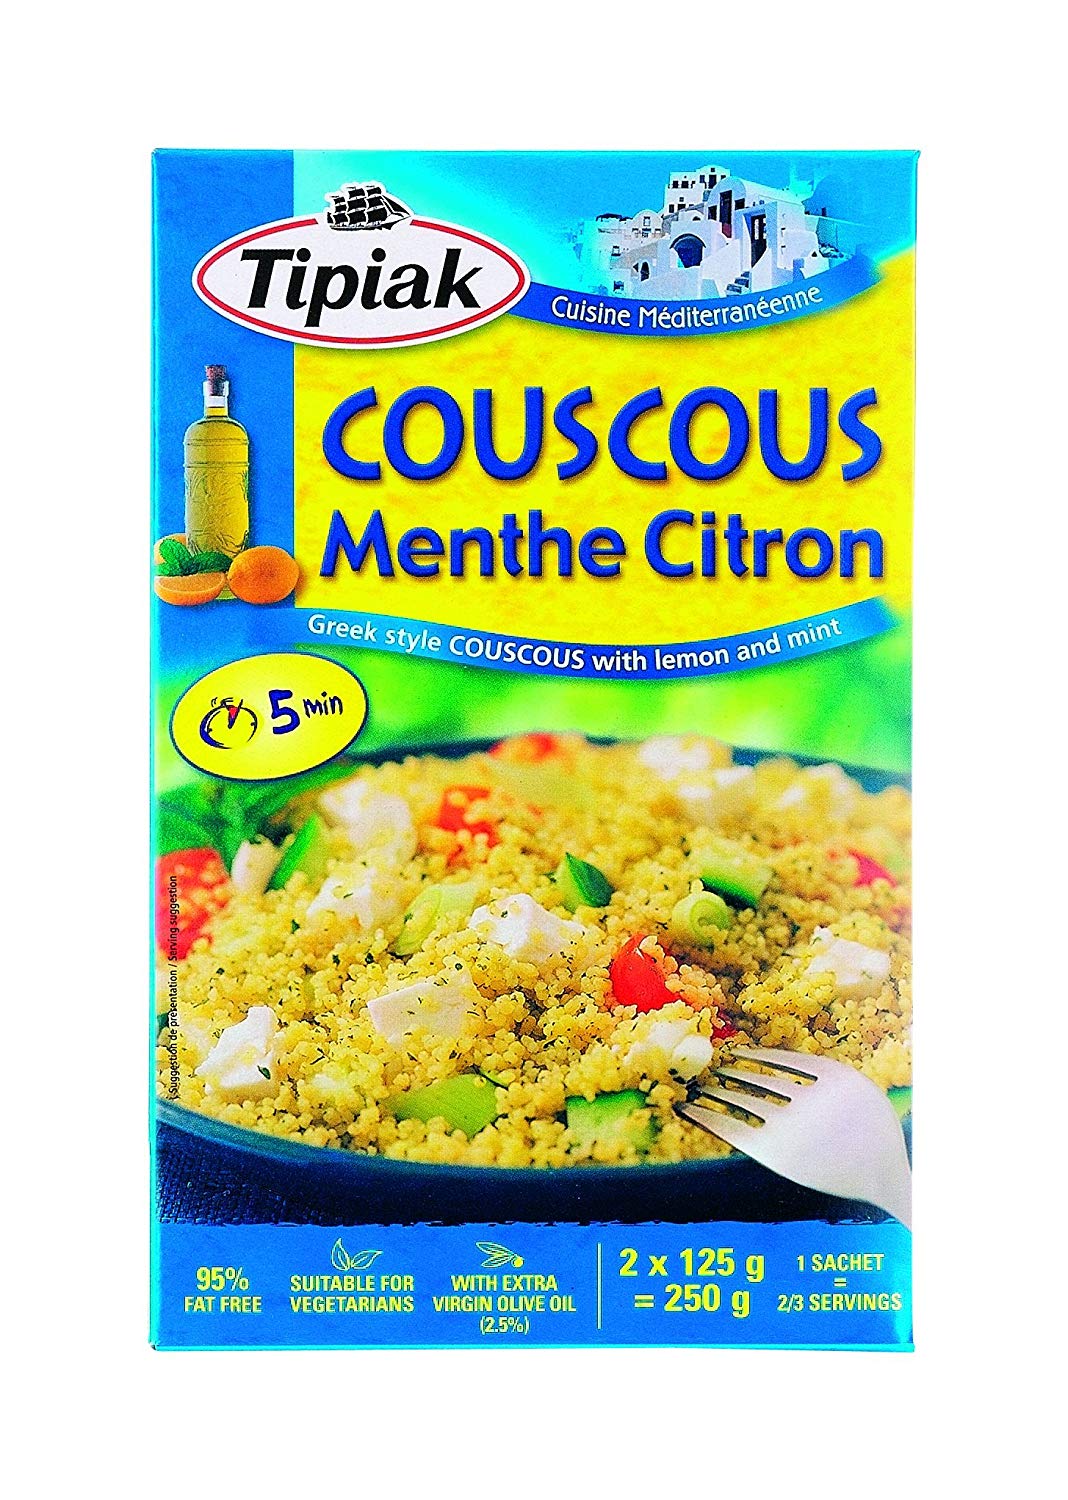 Tipiak
Cuisine Méditerranéenne
COUSCOUS
Menthe Citron
Greek style COUSCOUS with lemon and mint
5 min
Suggestion de présentation / Serving suggestion
95%
FAT FREE
SUITABLE FOR
VEGETARIANS
WITH EXTRA
VIRGIN OLIVE OIL
(2.5%)
2 x 125 g
= 250 g
1 SACHET
=
2/3 SERVINGS